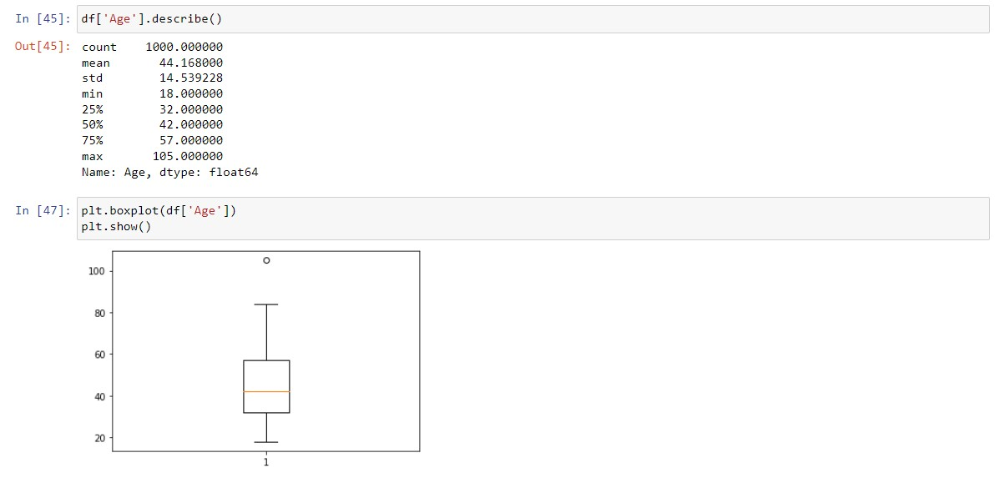 In [45]: df['Age'].describe()
Out[45]: count 1000.000000
mean 44.168000
std 14.539228
min 18.000000
25% 32.000000
50% 42.000000
75% 57.000000
max 105.000000
Name: Age, dtype: float64
In [47]: plt.boxplot(df['Age'])
plt.show()
100
80
60
40
20
1